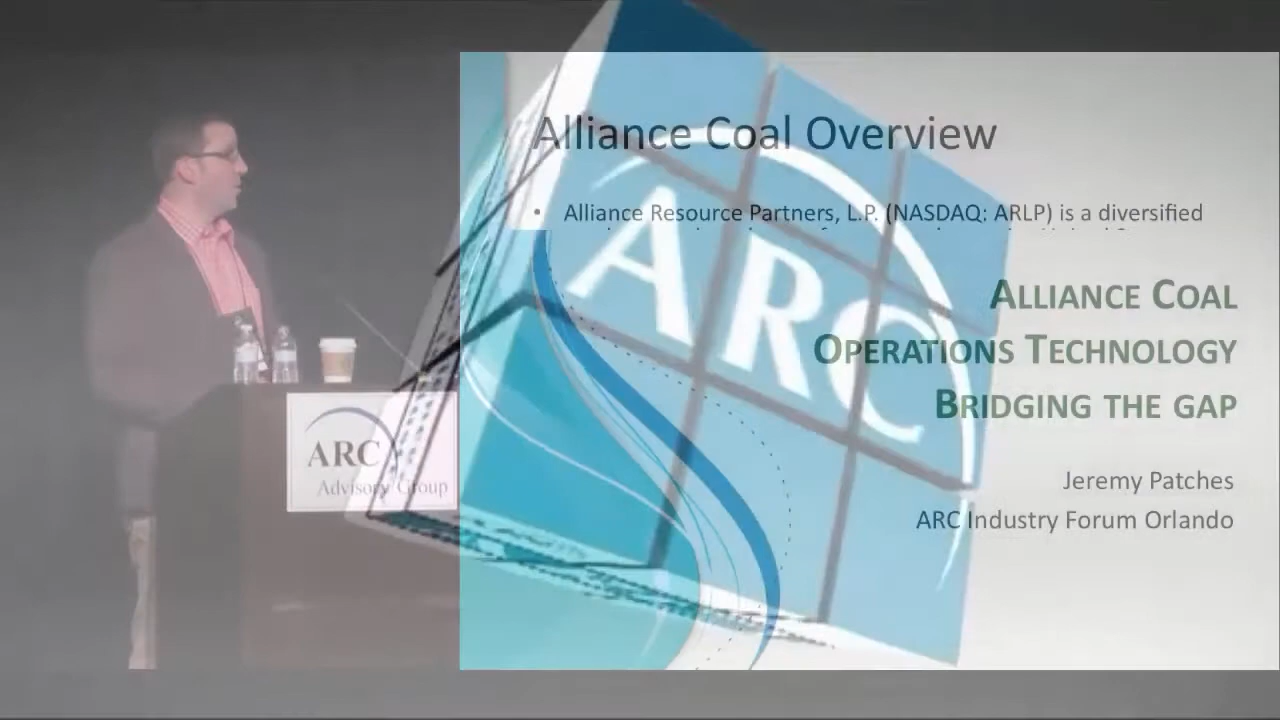 Alliance Coal Overview
• Alliance Resource Partners, L.P. (NASDAQ: ARLP) is a diversified
ARC
ALLIANCE COAL
OPERATIONS TECHNOLOGY
BRIDGING THE GAP
Jeremy Patches
ARC Industry Forum Orlando
ARC
Advisory Group